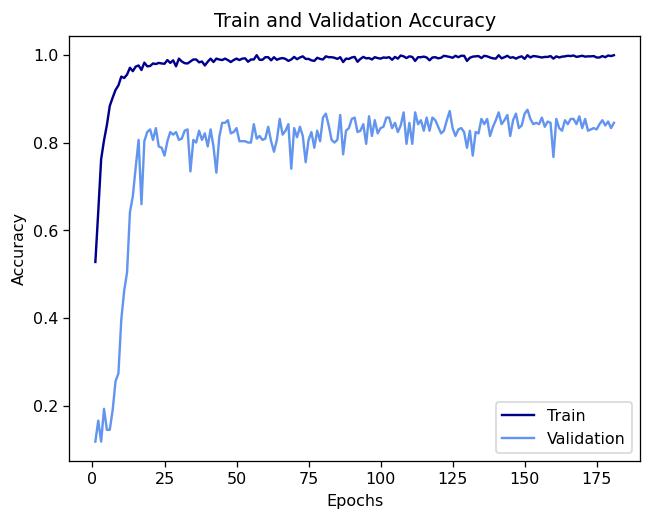 Train and Validation Accuracy
1.0
0.8
0.6
0.4
0.2
Accuracy
0 25 50 75 100 125 150 175
Epochs
Train
Validation